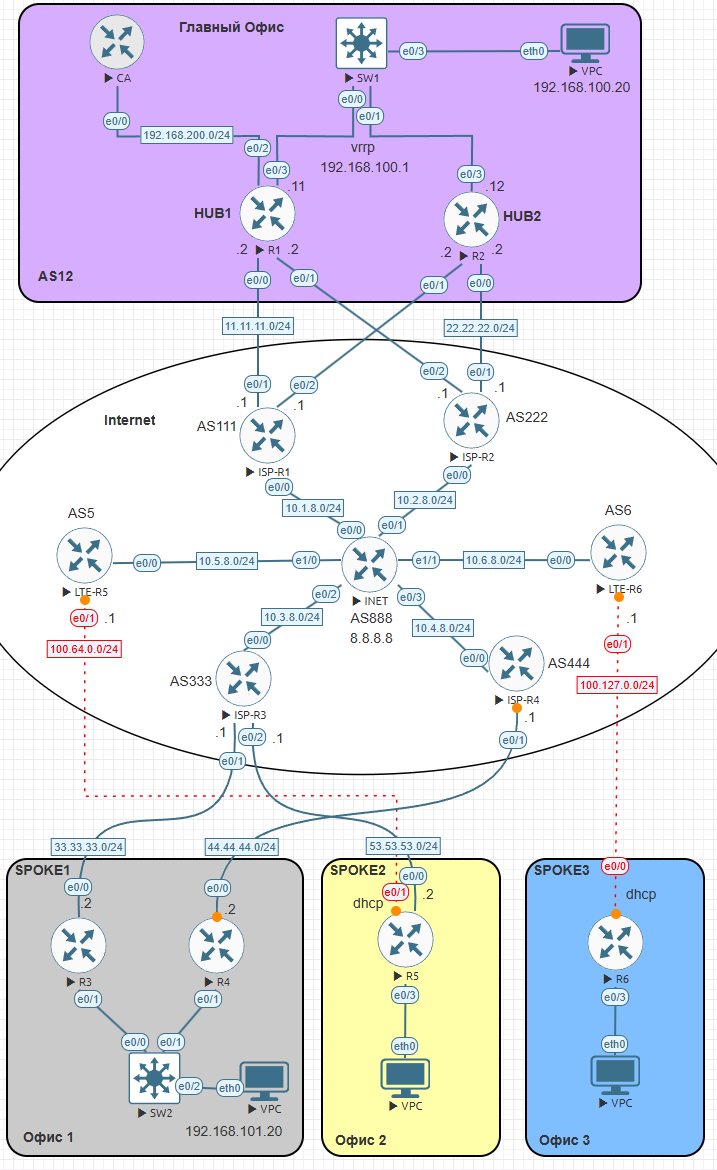 Главный Офис
CA
SW1
e0/3
eth0
VPC
192.168.100.20
e0/0
192.168.200.0/24
e0/0
e0/1
vrrp
192.168.100.1
e0/2
e0/3
.11
e0/3
.12
HUB1
HUB2
.2
R1
.2
.2
R2
.2
AS12
e0/0
e0/1
e0/1
e0/0
11.11.11.0/24
22.22.22.0/24
e0/1
e0/2
e0/2
e0/1
.1
.1
.1
.1
Internet
AS111
AS222
ISP-R1
ISP-R2
e0/0
e0/0
10.1.8.0/24
10.2.8.0/24
AS5
AS6
e0/0
e0/1
e0/0
10.5.8.0/24
e1/0
e1/1
10.6.8.0/24
e0/0
LTE-R5
LTE-R6
INET
AS888
8.8.8.8
e0/1
.1
e0/2
e0/3
.1
10.3.8.0/24
10.4.8.0/24
e0/1
100.64.0.0/24
e0/0
e0/0
AS333
AS444
100.127.0.0/24
ISP-R3
ISP-R4
.1
e0/2
.1
.1
e0/1
e0/1
33.33.33.0/24
44.44.44.0/24
53.53.53.0/24
SPOKE1
SPOKE2
SPOKE3
e0/0
e0/0
e0/0
e0/0
e0/1
.2
.2
dhcp
.2
dhcp
R3
R4
R5
R6
e0/1
e0/1
e0/3
e0/3
e0/0
e0/1
eth0
eth0
e0/2
eth0
SW2
VPC
VPC
VPC
192.168.101.20
Офис 1
Офис 2
Офис 3